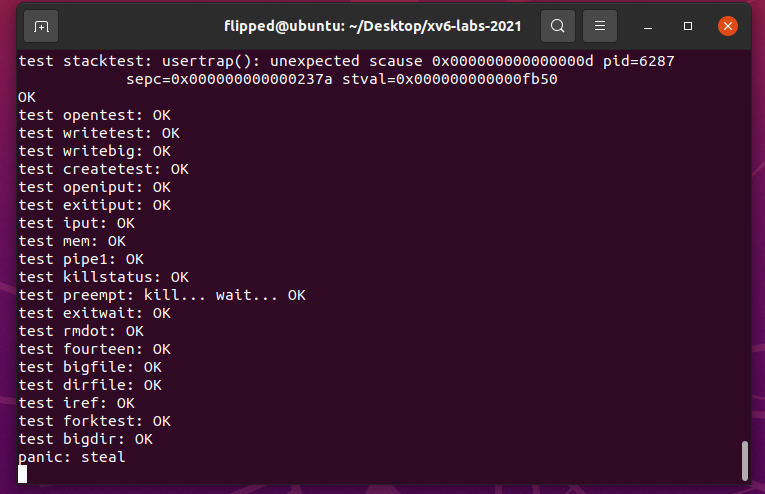 flipped@ubuntu: ~/Desktop/xv6-labs-2021
test stacktest: usertrap(): unexpected scause 0x000000000000000d pid=6287
            sepc=0x000000000000237a stval=0x000000000000fb50
OK
test opentest: OK
test writetest: OK
test writebig: OK
test createtest: OK
test openiput: OK
test exitiput: OK
test iput: OK
test mem: OK
test pipe1: OK
test killstatus: OK
test preempt: kill... wait... OK
test exitwait: OK
test rmdot: OK
test fourteen: OK
test bigfile: OK
test dirfile: OK
test iref: OK
test forktest: OK
test bigdir: OK
panic: steal